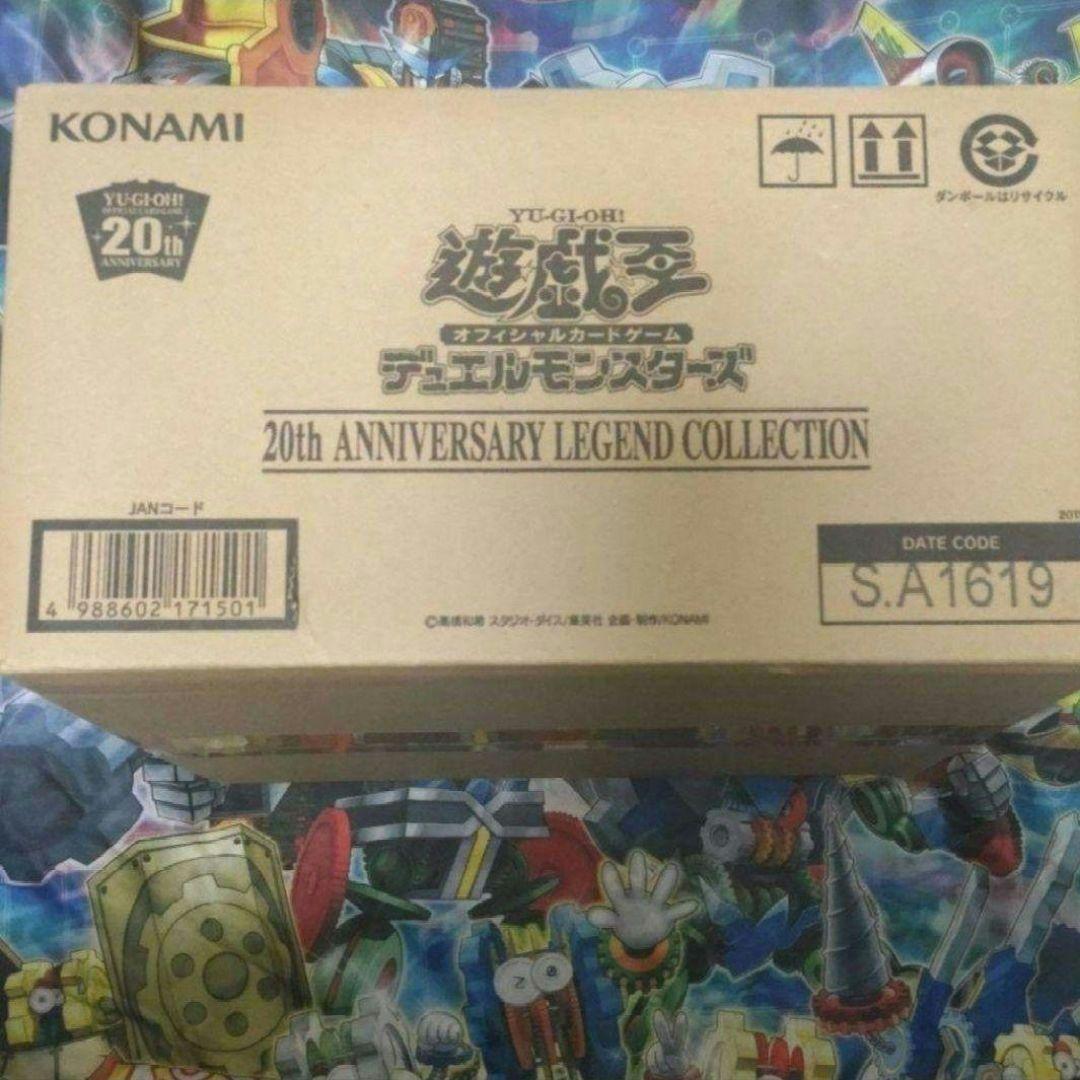 KONAMI
YU-GI-OH!
OFFICIAL CARD GAME
20th
ANNIVERSARY
ダンボールはリサイクル
YU-GI-OH!
遊戯王
オフィシャルカードゲーム
デュエルモンスターズ
20th ANNIVERSARY LEGEND COLLECTION
JANコード
4 988602 171501
DATE CODE
S.A1619
©高橋和希 スタジオ・ダイス/集英社 企画・制作/KONAMI